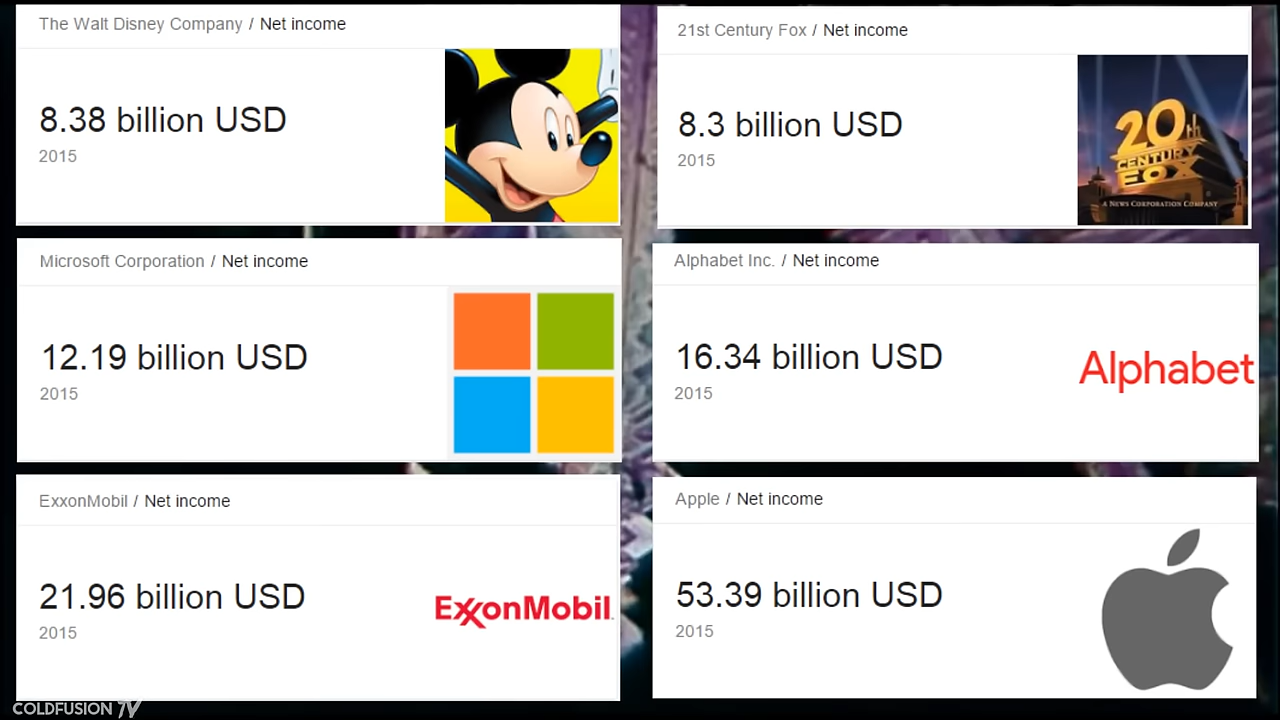 The Walt Disney Company / Net income
8.38 billion USD
2015
21st Century Fox / Net income
8.3 billion USD
2015
20th
CENTURY
FOX
A NEWS CORPORATION COMPANY
Microsoft Corporation / Net income
12.19 billion USD
2015
Alphabet Inc. / Net income
16.34 billion USD
2015
Alphabet
ExxonMobil / Net income
21.96 billion USD
2015
ExxonMobil
Apple / Net income
53.39 billion USD
2015
COLDFUSION TV